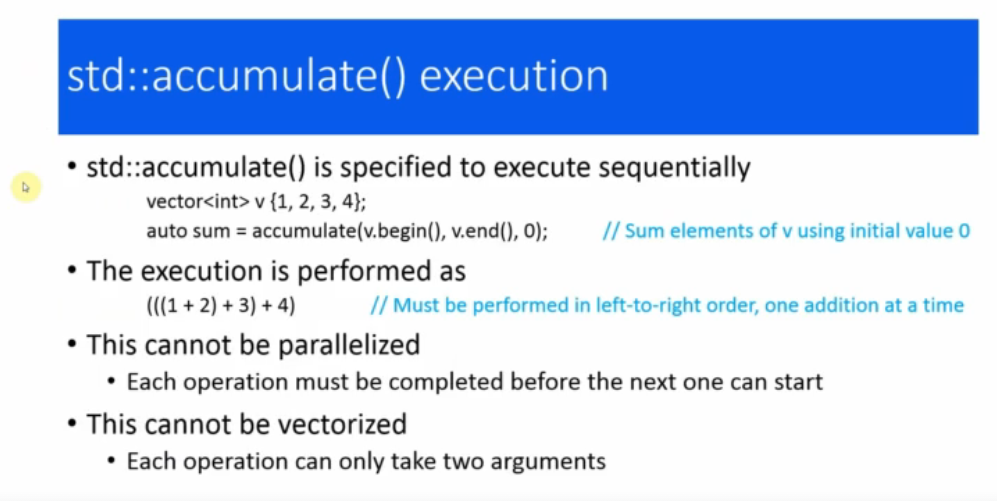 std::accumulate() execution
• std::accumulate() is specified to execute sequentially
vector<int> v {1, 2, 3, 4};
auto sum = accumulate(v.begin(), v.end(), 0); // Sum elements of v using initial value 0
• The execution is performed as
(((1 + 2) + 3) + 4) // Must be performed in left-to-right order, one addition at a time
• This cannot be parallelized
• Each operation must be completed before the next one can start
• This cannot be vectorized
• Each operation can only take two arguments